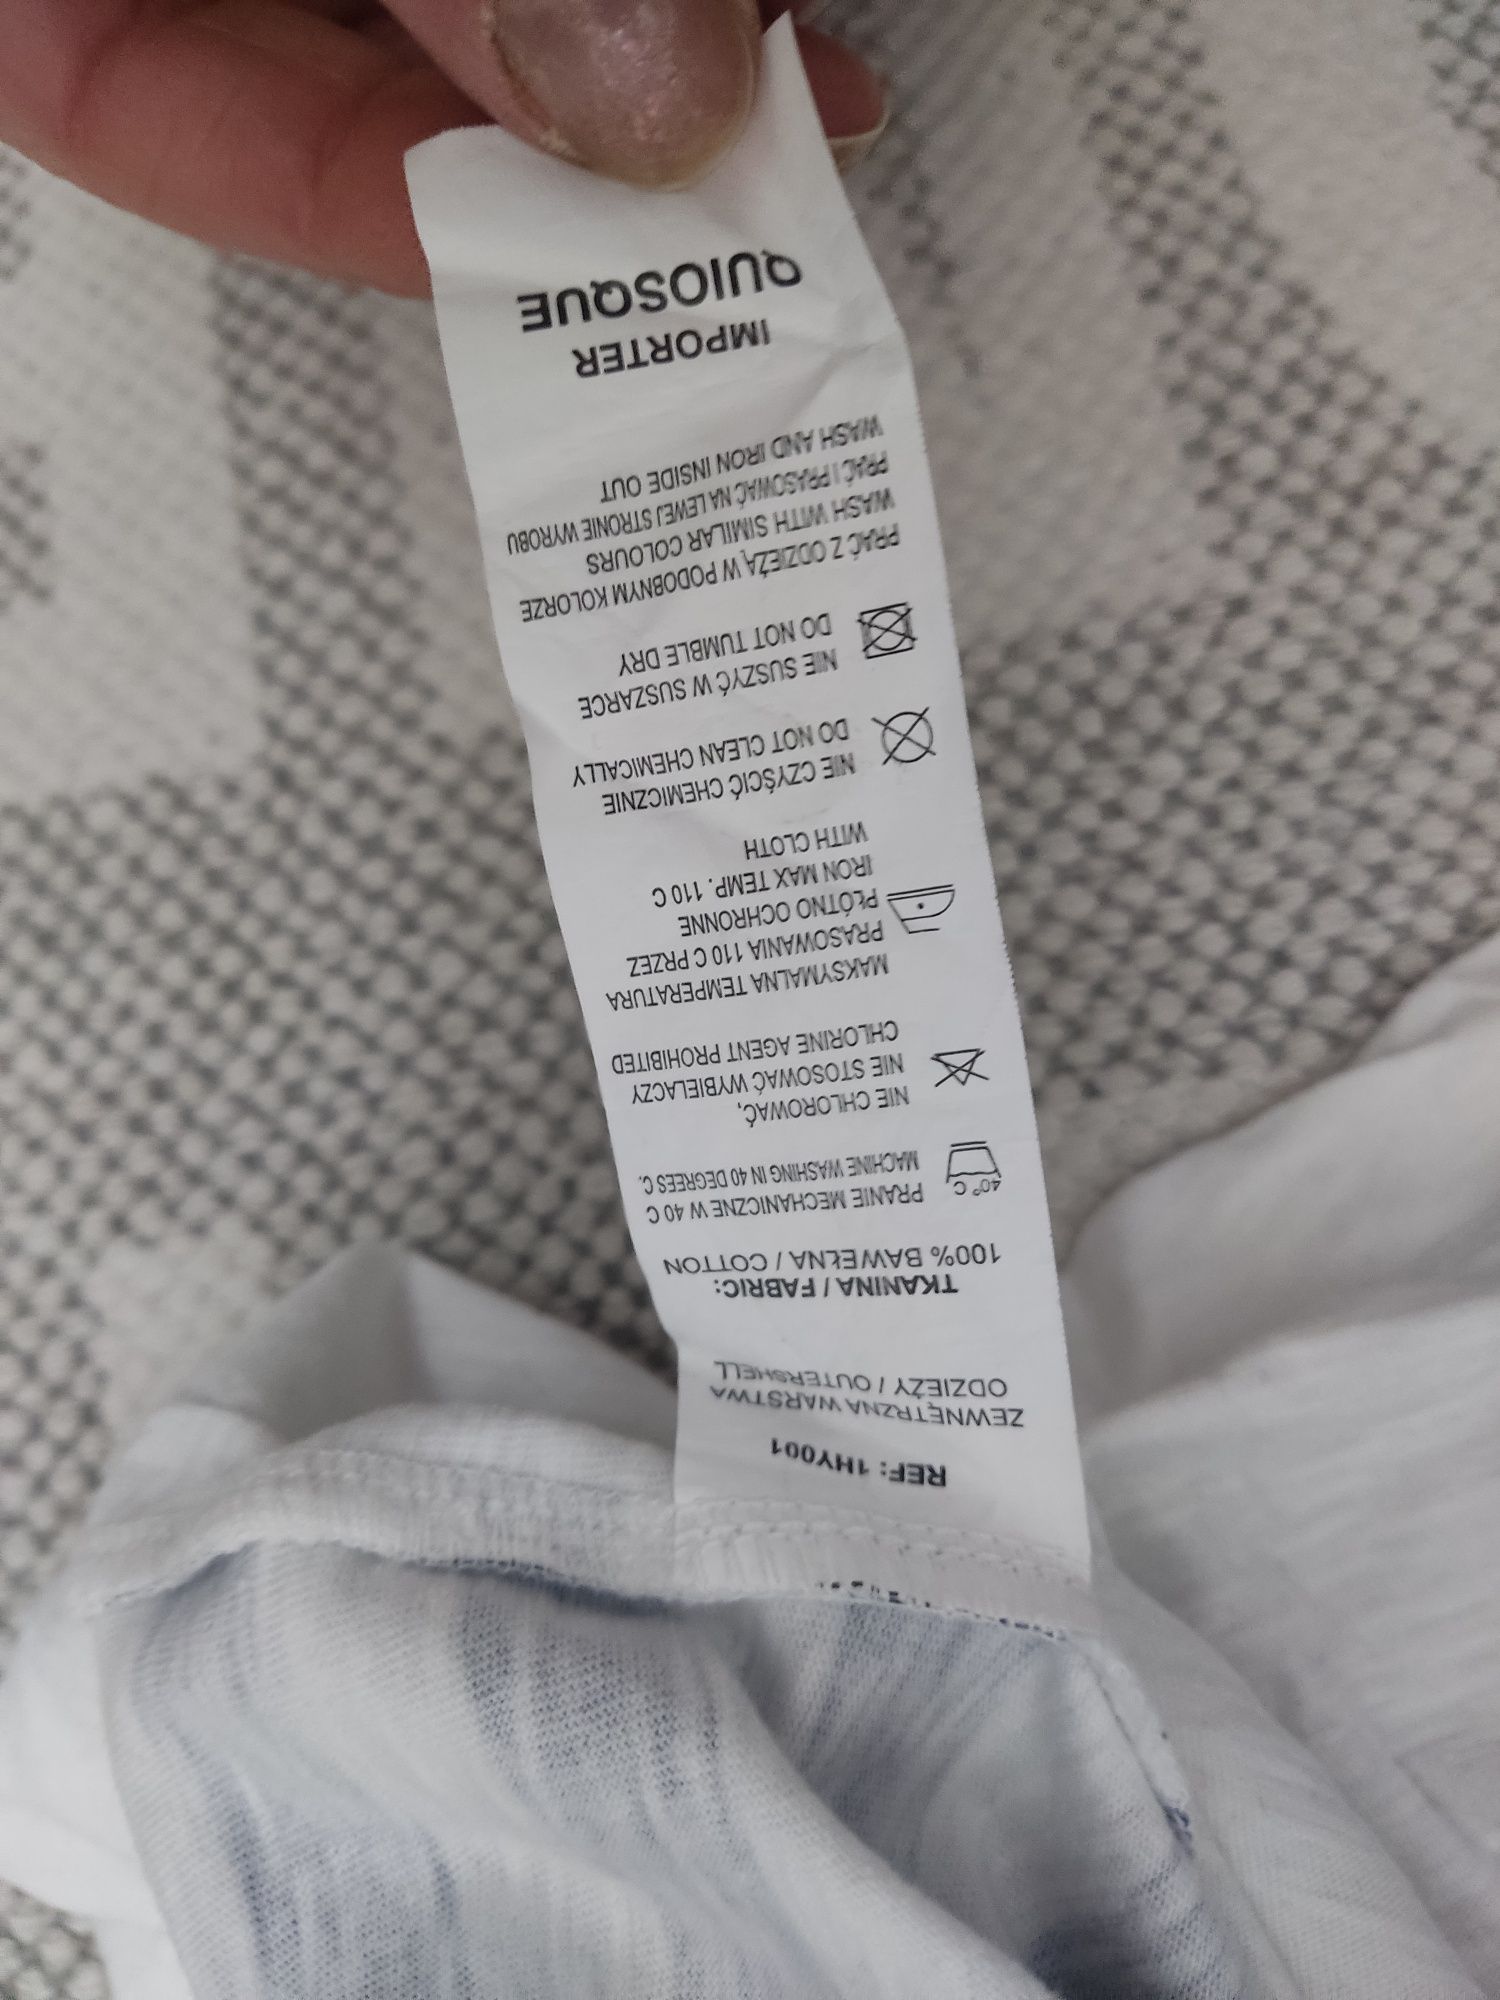 REF: 1HY001
ZEWNĘTRZNA WARSTWA
ODZIEŻY / OUTERSHELL
TKANINA / FABRIC:
100% BAWEŁNA / COTTON
40° C
PRANIE MECHANICZNE W 40 C
MACHINE WASHING IN 40 DEGREES C.
NIE CHLOROWAĆ,
NIE STOSOWAĆ WYBIELACZY
CHLORINE AGENT PROHIBITED
MAKSYMALNA TEMPERATURA
PRASOWANIA 110 C PRZEZ
PŁÓTNO OCHRONNE
IRON MAX TEMP. 110 C
WITH CLOTH
NIE CZYŚCIĆ CHEMICZNIE
DO NOT CLEAN CHEMICALLY
NIE SUSZYĆ W SUSZARCE
DO NOT TUMBLE DRY
PRAĆ Z ODZIEŻĄ W PODOBNYM KOLORZE
WASH WITH SIMILAR COLOURS
PRAĆ I PRASOWAĆ NA LEWEJ STRONIE WYROBU
WASH AND IRON INSIDE OUT
IMPORTER
QUIOSQUE